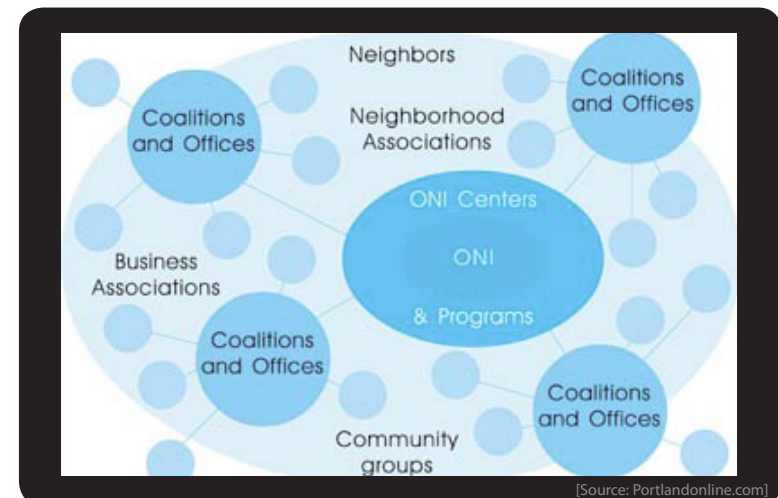 Neighbors
Coalitions
and Offices
Coalitions
and Offices
Neighborhood
Associations
ONI Centers
ONI
& Programs
Business
Associations
Coalitions
and Offices
Coalitions
and Offices
Community
groups
[Source: Portlandonline.com]